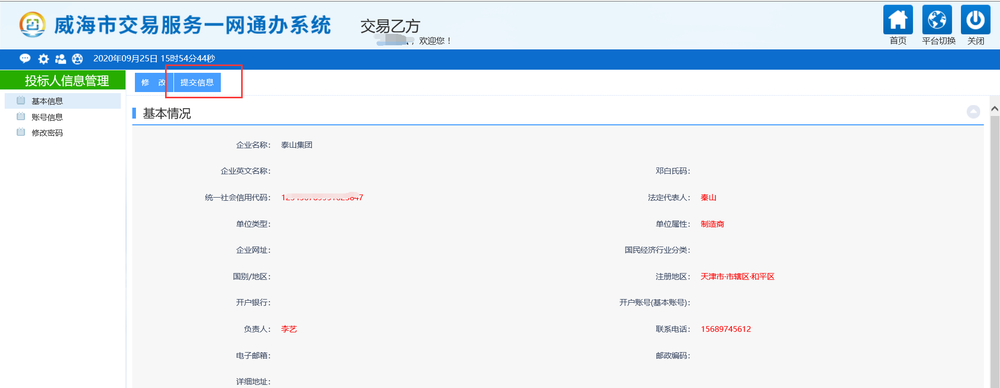 威海市交易服务一网通办系统
交易乙方
，欢迎您！
首页 平台切换 关闭
2020年09月25日 15时54分44秒
投标人信息管理
基本信息
账号信息
修改密码
修 改 提交信息
基本情况
企业名称： 泰山集团
企业英文名称： 邓白氏码：
统一社会信用代码： 法定代表人： 秦山
单位类型： 单位属性： 制造商
企业网址： 国民经济行业分类：
国别/地区： 注册地区： 天津市·市辖区·和平区
开户银行： 开户账号(基本账号)：
负责人： 李艺 联系电话： 15689745612
电子邮箱： 邮政编码：
详细地址：